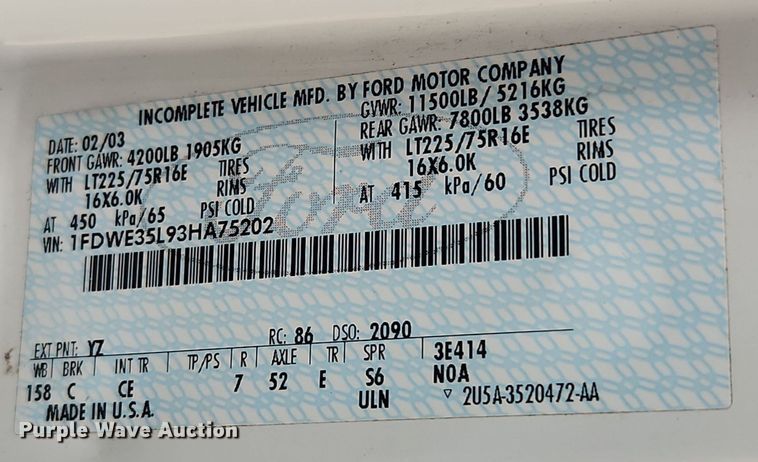 INCOMPLETE VEHICLE MFD. BY FORD MOTOR COMPANY
DATE: 02/03 GVWR: 11500LB/ 5216KG
FRONT GAWR: 4200LB 1905KG REAR GAWR: 7800LB 3538KG
WITH LT225/75R16E TIRES WITH LT225/75R16E TIRES
16X6.0K RIMS 16X6.0K RIMS
AT 450 kPa/65 PSI COLD AT 415 kPa/60 PSI COLD
VIN: 1FDWE35L93HA75202
Ford
EXT PNT: YZ RC: 86 DSO: 2090
WB BRK INT TR TP/PS R AXLE TR SPR 3E414
158 C CE 7 52 E S6 NOA
MADE IN U.S.A. ULN ▽ 2U5A-3520472-AA
Purple Wave Auction